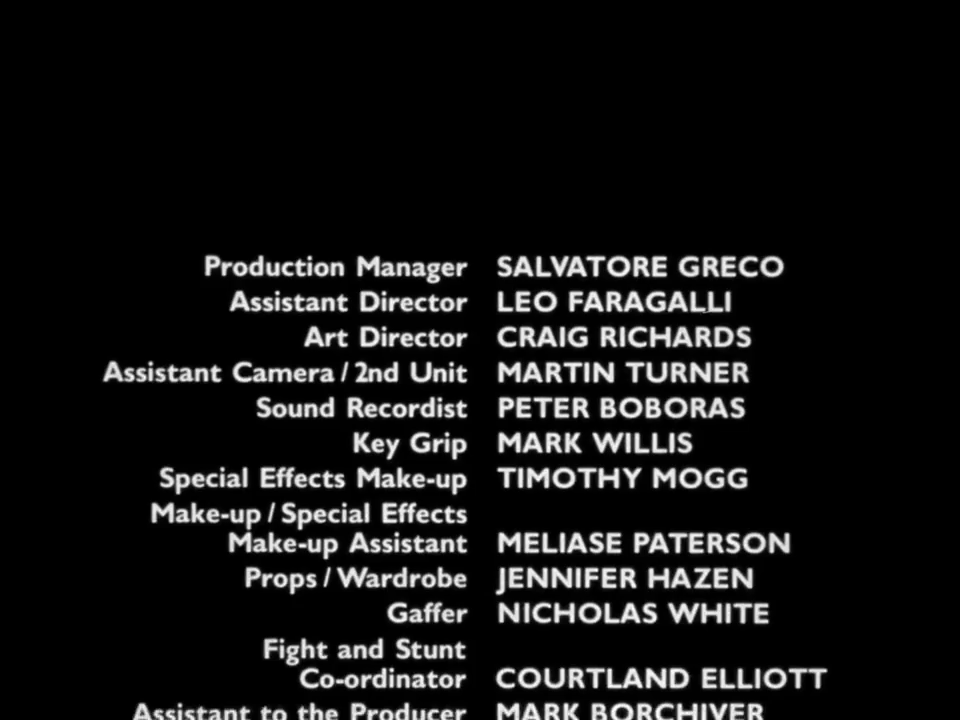 Production Manager SALVATORE GRECO
Assistant Director LEO FARAGALLI
Art Director CRAIG RICHARDS
Assistant Camera / 2nd Unit MARTIN TURNER
Sound Recordist PETER BOBORAS
Key Grip MARK WILLIS
Special Effects Make-up TIMOTHY MOGG
Make-up / Special Effects
Make-up Assistant MELIASE PATERSON
Props / Wardrobe JENNIFER HAZEN
Gaffer NICHOLAS WHITE
Fight and Stunt
Co-ordinator COURTLAND ELLIOTT
Assistant to the Producer MARK BORCHIVER